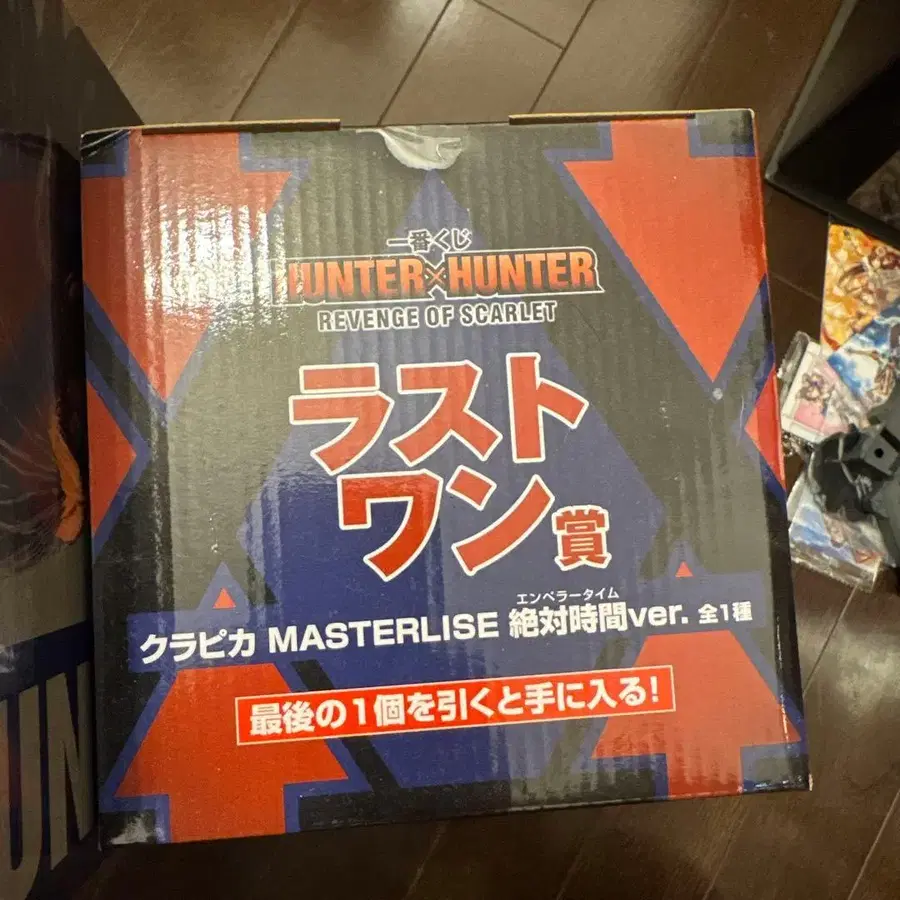 一番くじ
HUNTER×HUNTER
REVENGE OF SCARLET
ラスト
ワン賞
エンペラータイム
クラピカ MASTERLISE 絶対時間ver. 全1種
最後の1個を引くと手に入る!
UN